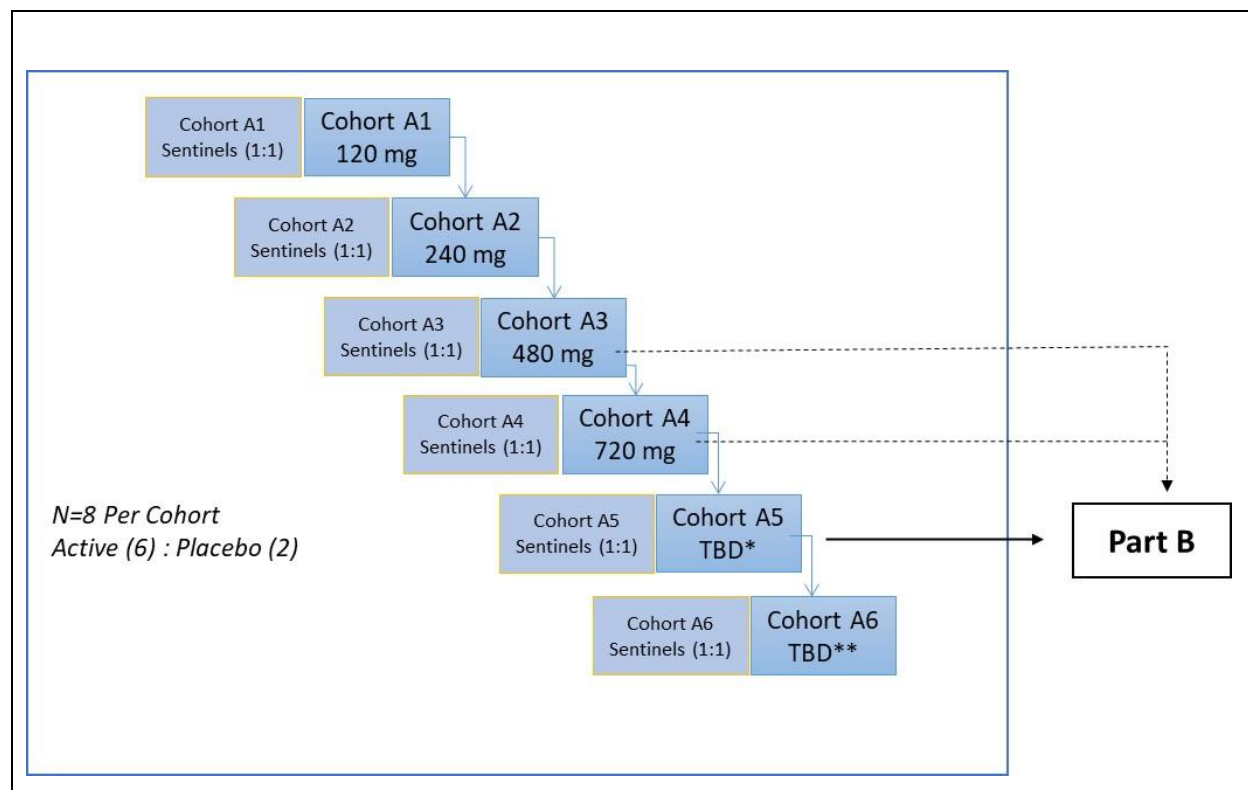 Cohort A1
Sentinels (1:1)
Cohort A1
120 mg
Cohort A2
Sentinels (1:1)
Cohort A2
240 mg
Cohort A3
Sentinels (1:1)
Cohort A3
480 mg
Cohort A4
Sentinels (1:1)
Cohort A4
720 mg
N=8 Per Cohort
Active (6) : Placebo (2)
Cohort A5
Sentinels (1:1)
Cohort A5
TBD*
Part B
Cohort A6
Sentinels (1:1)
Cohort A6
TBD**